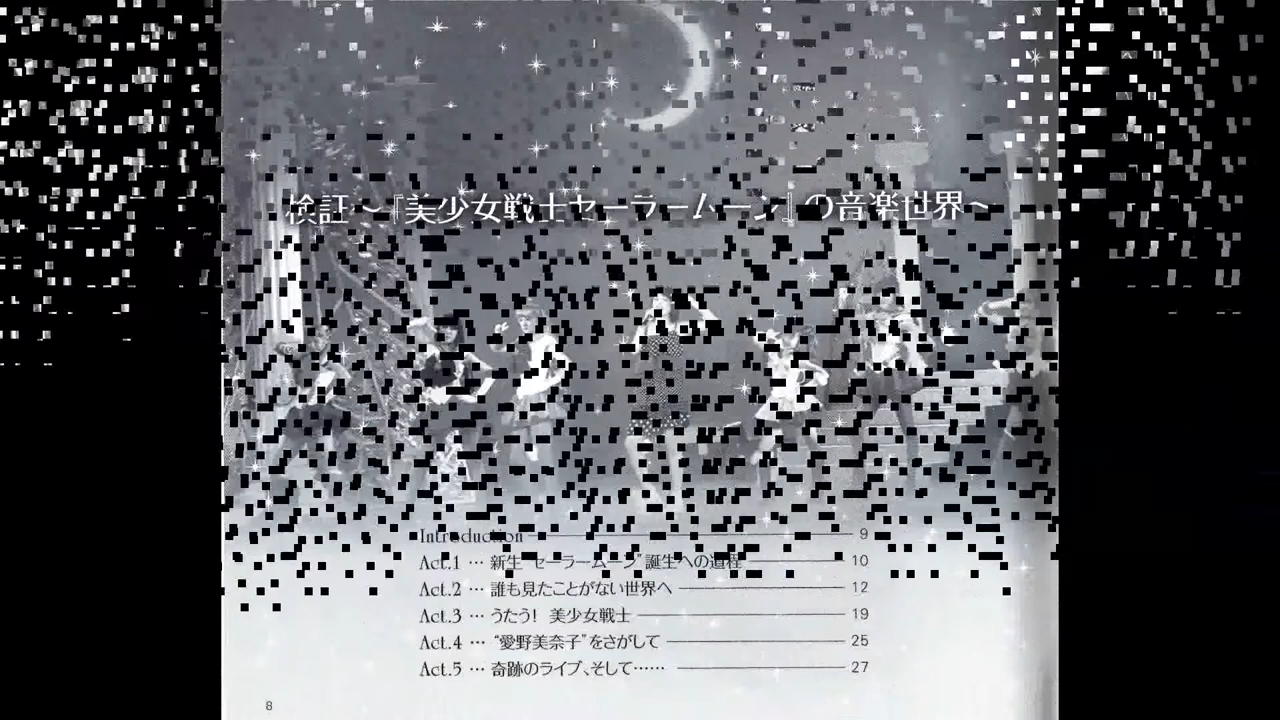 検証～『美少女戦士セーラームーン』の音楽世界～
Introduction 9
Act.1 … 新生"セーラームーン"誕生への道程 10
Act.2 … 誰も見たことがない世界へ 12
Act.3 … うたう! 美少女戦士 19
Act.4 … "愛野美奈子"をさがして 25
Act.5 … 奇跡のライブ、そして…… 27
8